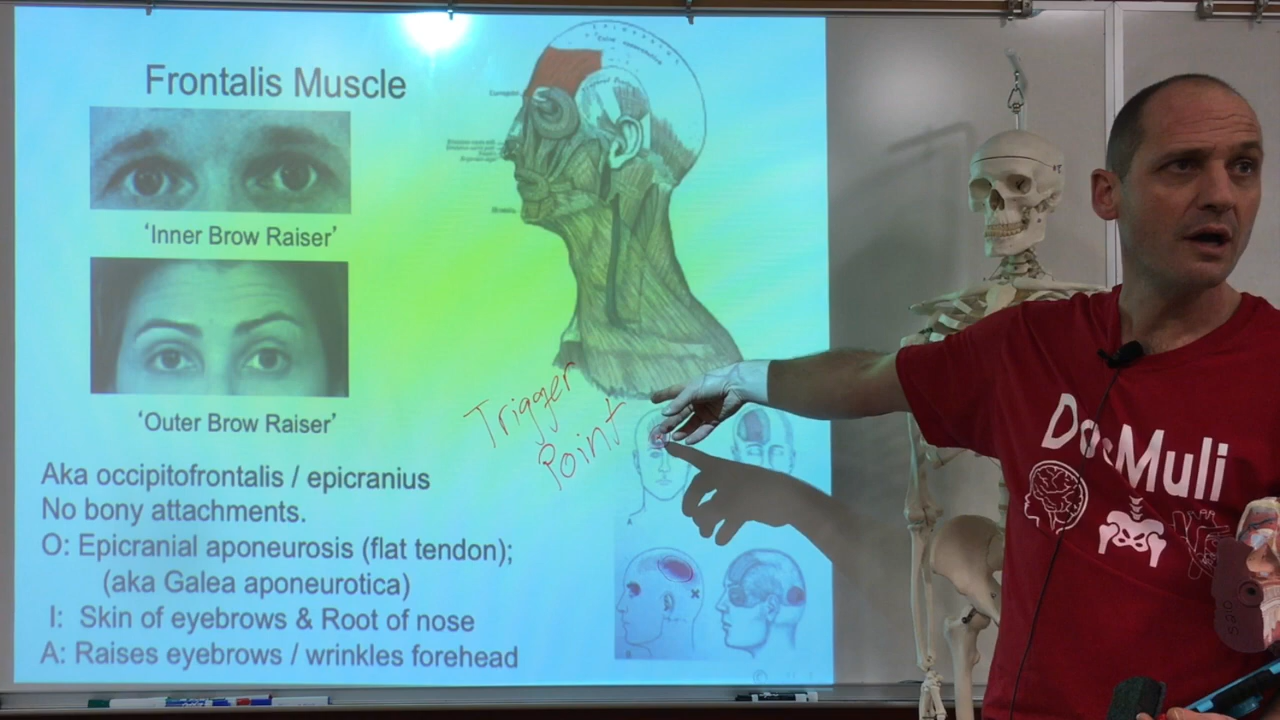 Frontalis Muscle
'Inner Brow Raiser'
'Outer Brow Raiser'
Aka occipitofrontalis / epicranius
No bony attachments.
O: Epicranial aponeurosis (flat tendon);
(aka Galea aponeurotica)
I: Skin of eyebrows & Root of nose
A: Raises eyebrows / wrinkles forehead
Trigger
Point
A
Muli